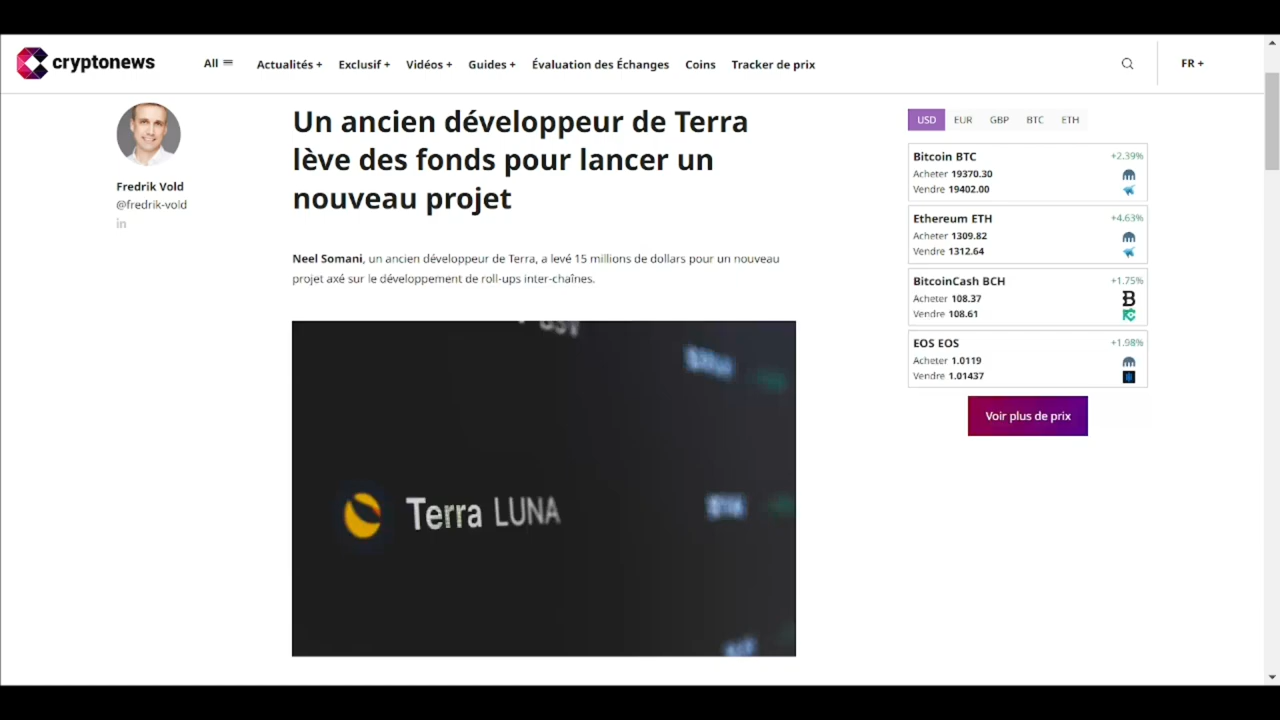 cryptonews
All
Actualités +
Exclusif +
Vidéos +
Guides +
Évaluation des Échanges
Coins
Tracker de prix
FR +
Fredrik Vold
@fredrik-vold
in
Un ancien développeur de Terra
lève des fonds pour lancer un
nouveau projet
Neel Somani, un ancien développeur de Terra, a levé 15 millions de dollars pour un nouveau
projet axé sur le développement de roll-ups inter-chaînes.
Terra LUNA
USD
EUR
GBP
BTC
ETH
Bitcoin BTC
+2.39%
Acheter 19370.30
Vendre 19402.00
Ethereum ETH
+4.63%
Acheter 1309.82
Vendre 1312.64
BitcoinCash BCH
+1.75%
Acheter 108.37
Vendre 108.61
EOS EOS
+1.98%
Acheter 1.0119
Vendre 1.01437
Voir plus de prix